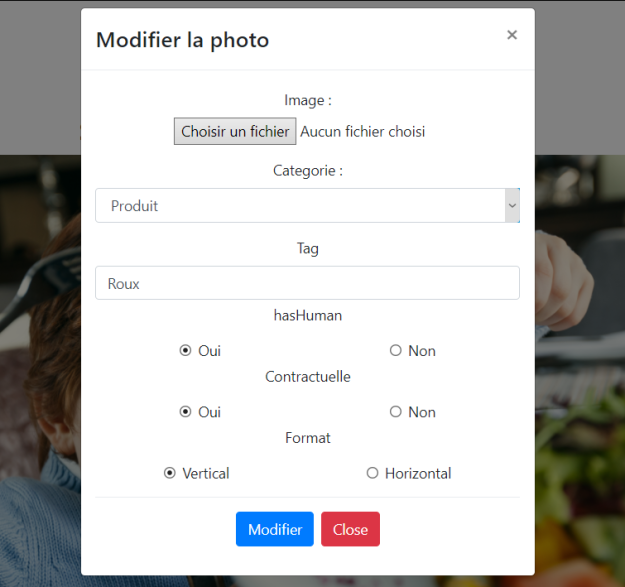 Modifier la photo ×
Image :
Choisir un fichier Aucun fichier choisi
Categorie :
Produit
Tag
Roux
hasHuman
Oui Non
Contractuelle
Oui Non
Format
Vertical Horizontal
Modifier Close